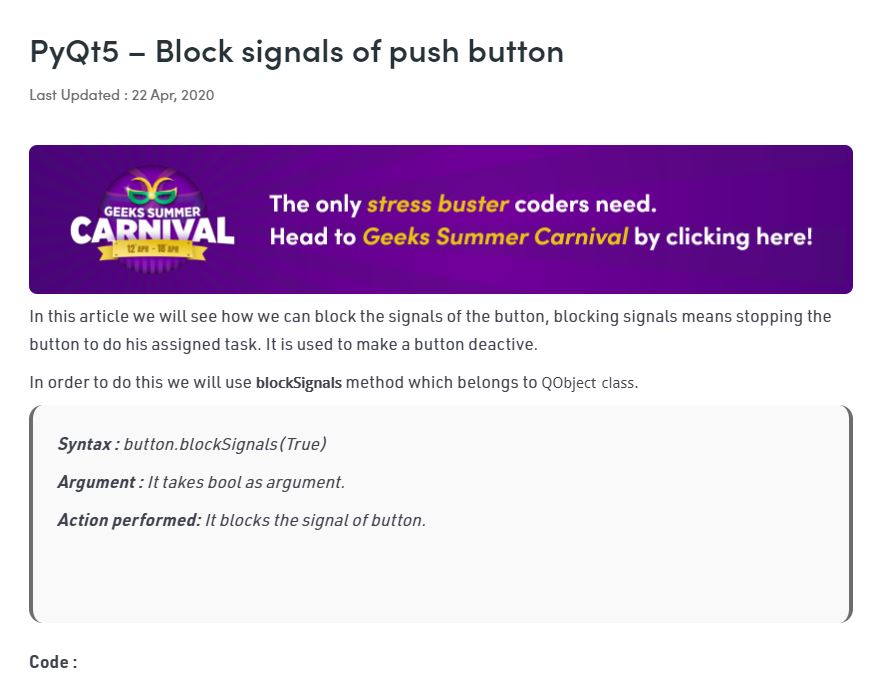 PyQt5 – Block signals of push button
Last Updated : 22 Apr, 2020
GEEKS SUMMER
CARNIVAL
12 APR - 18 APR
The only stress buster coders need.
Head to Geeks Summer Carnival by clicking here!
In this article we will see how we can block the signals of the button, blocking signals means stopping the
button to do his assigned task. It is used to make a button deactive.
In order to do this we will use blockSignals method which belongs to QObject class.
Syntax : button.blockSignals(True)
Argument : It takes bool as argument.
Action performed: It blocks the signal of button.
Code :